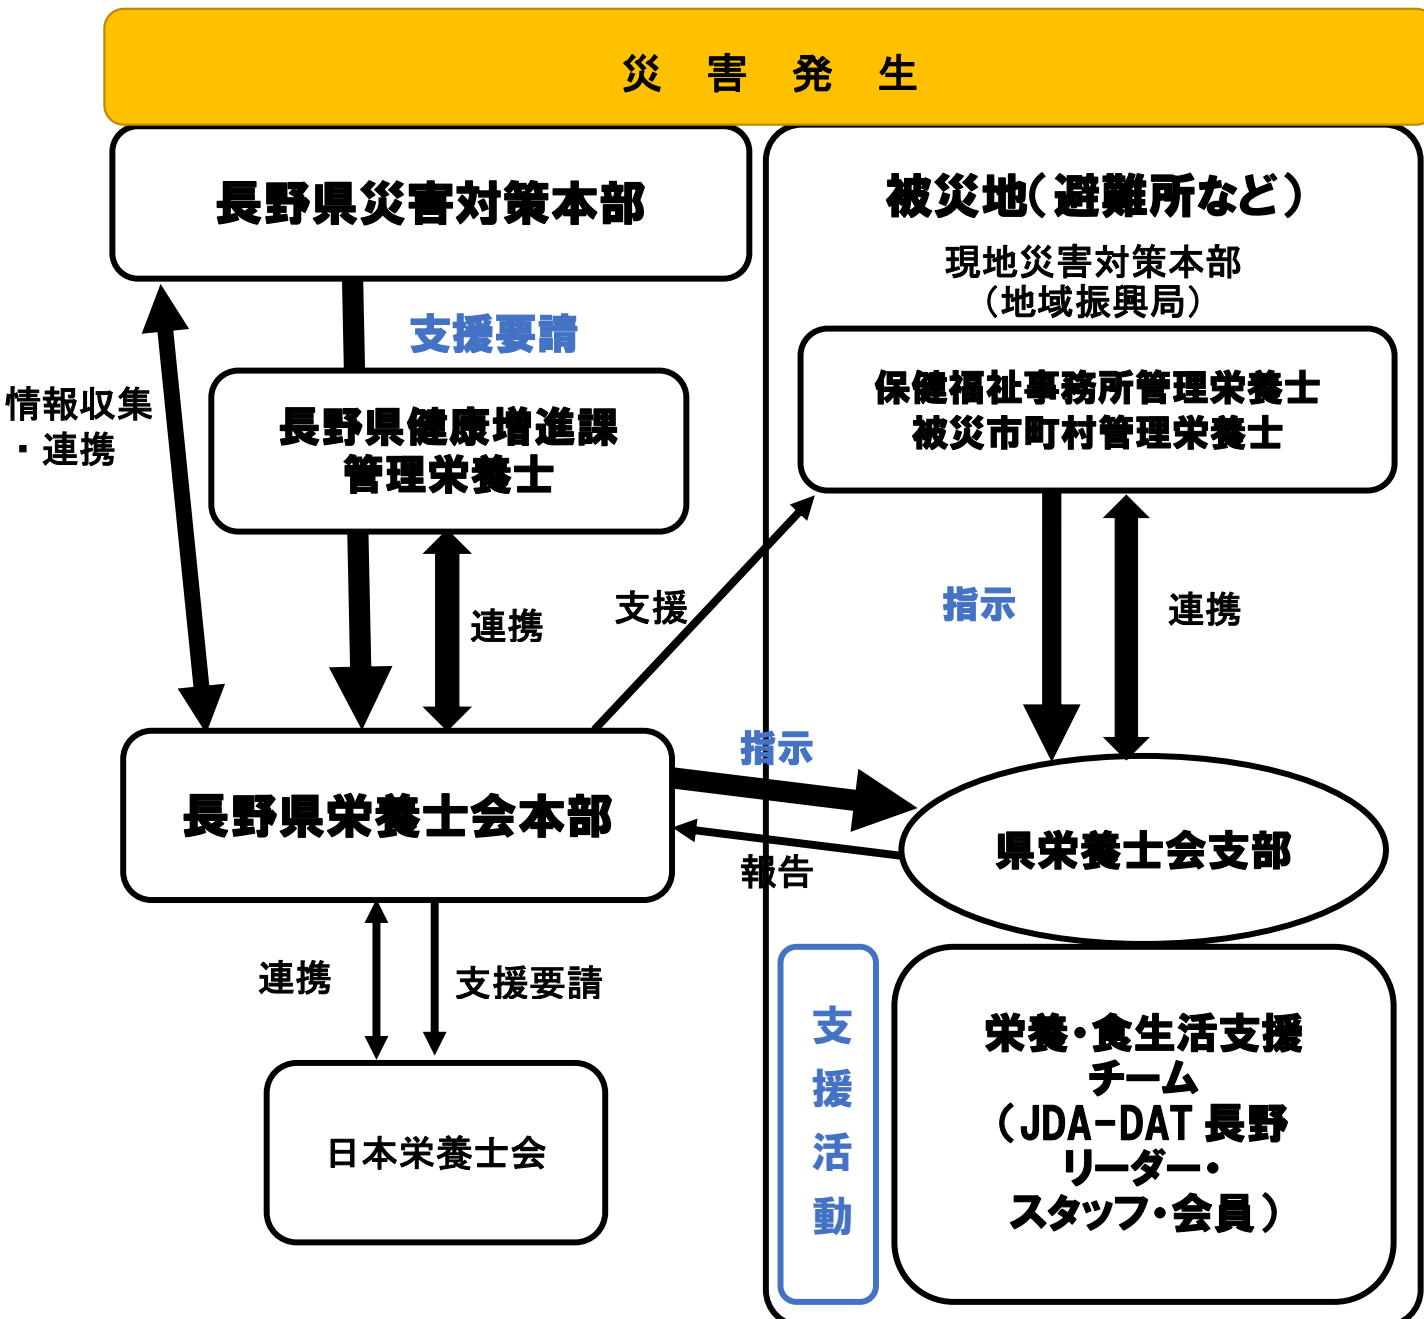 災　害　発　生
長野県災害対策本部
被災地（避難所など）
現地災害対策本部
（地域振興局）
支援要請
保健福祉事務所管理栄養士
被災市町村管理栄養士
情報収集
・連携
長野県健康増進課
管理栄養士
連携
支援
指示
連携
指示
長野県栄養士会本部
報告
県栄養士会支部
連携
支援要請
日本栄養士会
支援活動
栄養・食生活支援
チーム
（JDA-DAT 長野
リーダー・
スタッフ・会員）